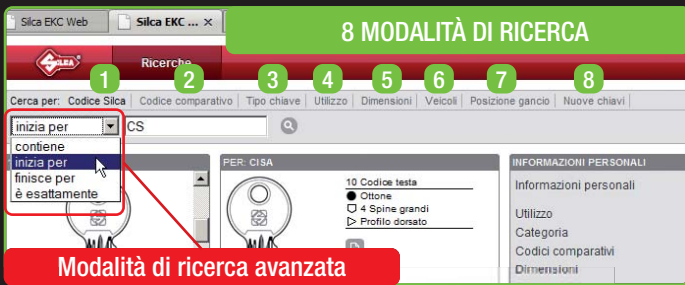 Silca EKC Web
Silca EKC ... ×
8 MODALITÀ DI RICERCA
SILCA
Ricerche
1 2 3 4 5 6 7 8
Cerca per: Codice Silca | Codice comparativo | Tipo chiave | Utilizzo | Dimensioni | Veicoli | Posizione gancio | Nuove chiavi |
inizia per CS
contiene
inizia per
finisce per
è esattamente
PER: CISA
10 Codice testa
Ottone
4 Spine grandi
Profilo dorsato
INFORMAZIONI PERSONALI
Informazioni personali
Utilizzo
Categoria
Codici comparativi
Dimensioni
Modalità di ricerca avanzata